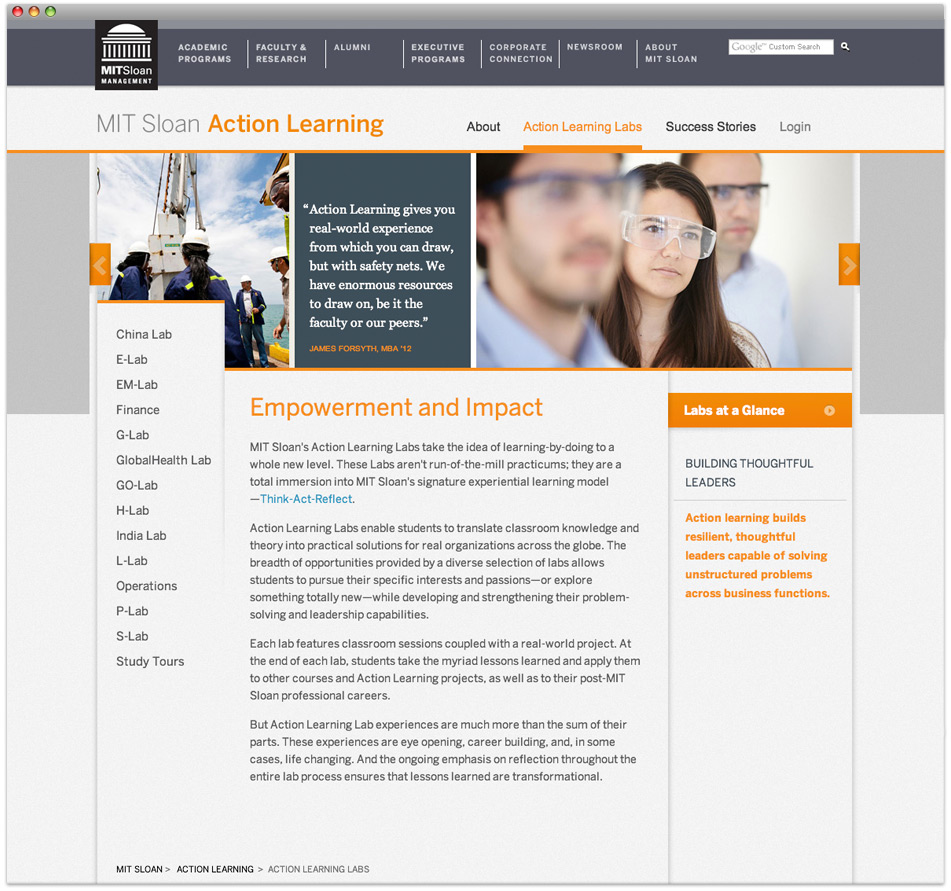 MITSloan
MANAGEMENT
ACADEMIC
PROGRAMS
FACULTY &
RESEARCH
ALUMNI
EXECUTIVE
PROGRAMS
CORPORATE
CONNECTION
NEWSROOM
ABOUT
MIT SLOAN
Google™ Custom Search
MIT Sloan Action Learning
About
Action Learning Labs
Success Stories
Login
“Action Learning gives you
real-world experience
from which you can draw,
but with safety nets. We
have enormous resources
to draw on, be it the
faculty or our peers.”
JAMES FORSYTH, MBA '12
China Lab
E-Lab
EM-Lab
Finance
G-Lab
GlobalHealth Lab
GO-Lab
H-Lab
India Lab
L-Lab
Operations
P-Lab
S-Lab
Study Tours
Empowerment and Impact
MIT Sloan's Action Learning Labs take the idea of learning-by-doing to a
whole new level. These Labs aren't run-of-the-mill practicums; they are a
total immersion into MIT Sloan's signature experiential learning model
—Think-Act-Reflect.
Action Learning Labs enable students to translate classroom knowledge and
theory into practical solutions for real organizations across the globe. The
breadth of opportunities provided by a diverse selection of labs allows
students to pursue their specific interests and passions—or explore
something totally new—while developing and strengthening their problem-
solving and leadership capabilities.
Each lab features classroom sessions coupled with a real-world project. At
the end of each lab, students take the myriad lessons learned and apply them
to other courses and Action Learning projects, as well as to their post-MIT
Sloan professional careers.
But Action Learning Lab experiences are much more than the sum of their
parts. These experiences are eye opening, career building, and, in some
cases, life changing. And the ongoing emphasis on reflection throughout the
entire lab process ensures that lessons learned are transformational.
Labs at a Glance
BUILDING THOUGHTFUL
LEADERS
Action learning builds
resilient, thoughtful
leaders capable of solving
unstructured problems
across business functions.
MIT SLOAN > ACTION LEARNING > ACTION LEARNING LABS